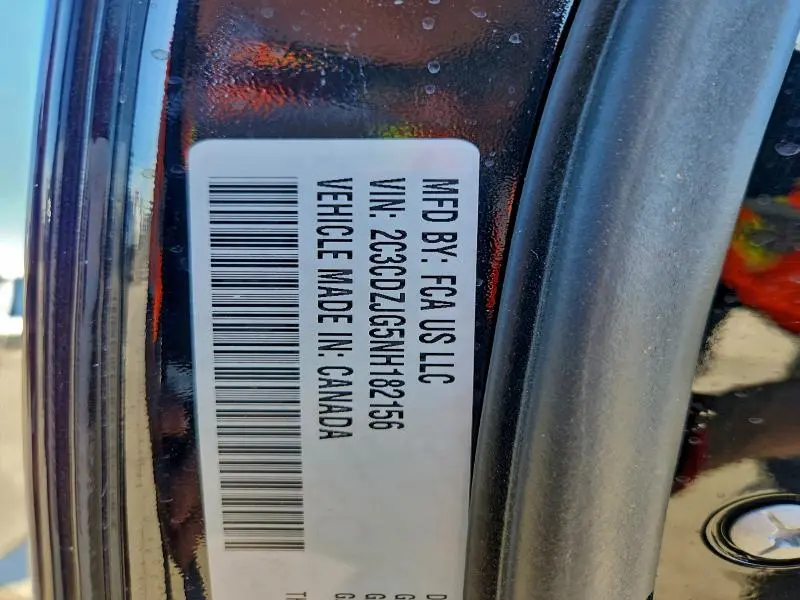 MFD BY: FCA US LLC
VIN: 2C3CDZJG5NH182156
VEHICLE MADE IN: CANADA